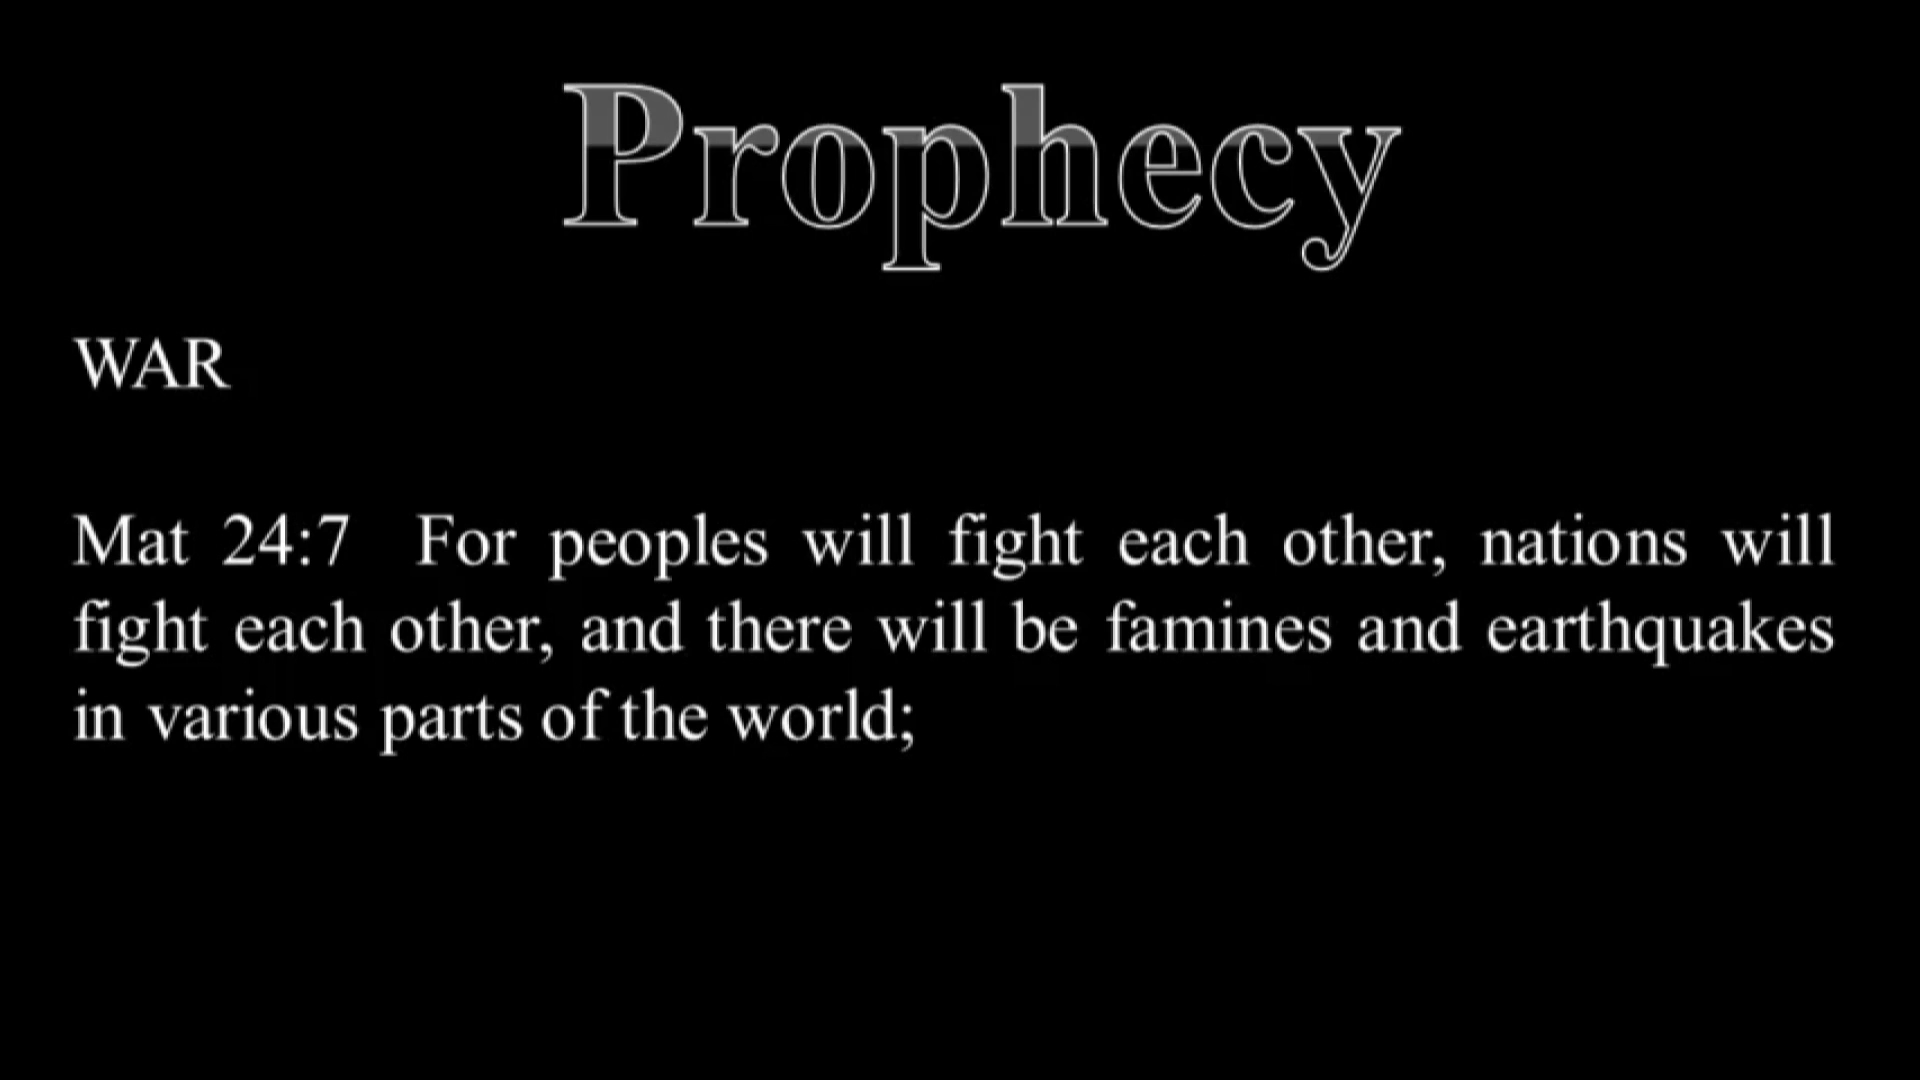 Prophecy
WAR
Mat 24:7 For peoples will fight each other, nations will
fight each other, and there will be famines and earthquakes
in various parts of the world;